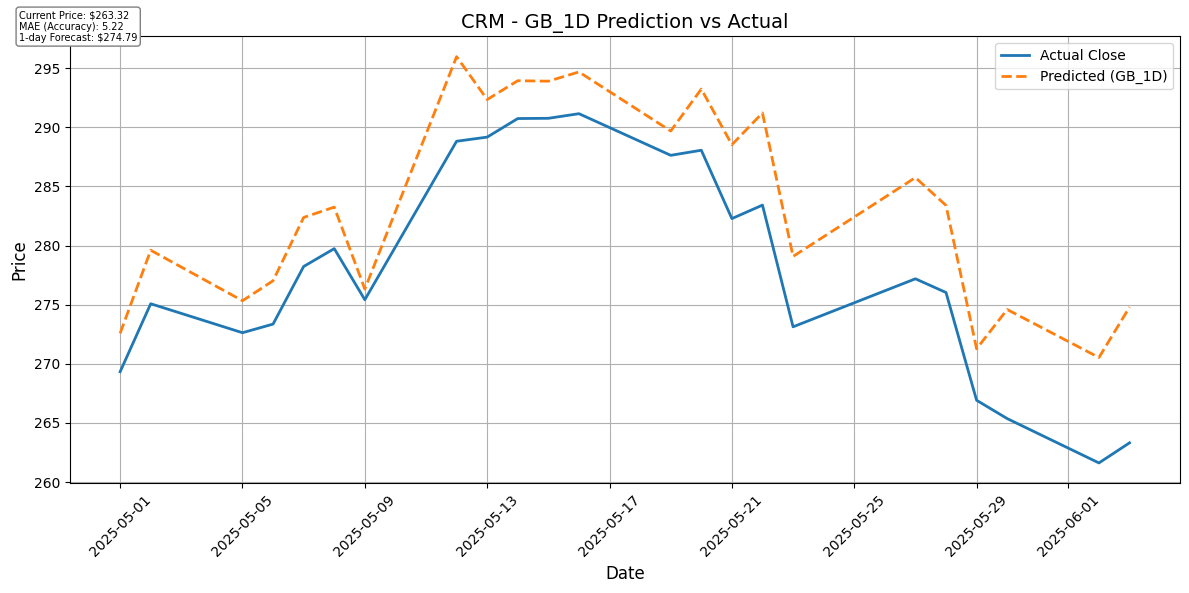 CRM - GB_1D Prediction vs Actual
Current Price: $263.32
MAE (Accuracy): 5.22
1-day Forecast: $274.79
Actual Close
Predicted (GB_1D)
Price
295
290
285
280
275
270
265
260
2025-05-01
2025-05-05
2025-05-09
2025-05-13
2025-05-17
2025-05-21
2025-05-25
2025-05-29
2025-06-01
Date